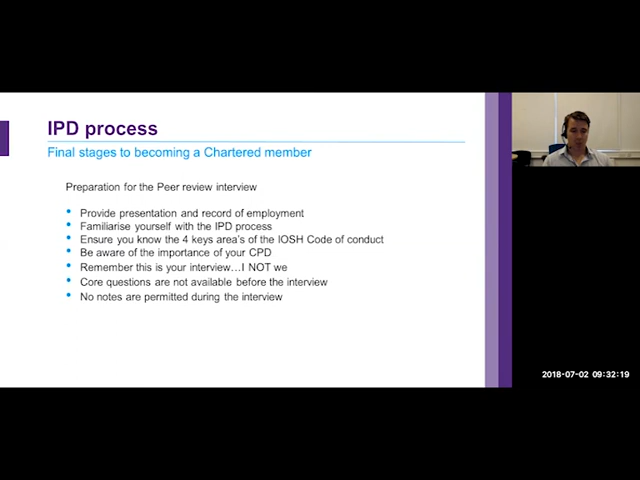 IPD process
Final stages to becoming a Chartered member
Preparation for the Peer review interview
Provide presentation and record of employment
Familiarise yourself with the IPD process
Ensure you know the 4 keys area's of the IOSH Code of conduct
Be aware of the importance of your CPD
Remember this is your interview…I NOT we
Core questions are not available before the interview
No notes are permitted during the interview
2018-07-02 09:32:19